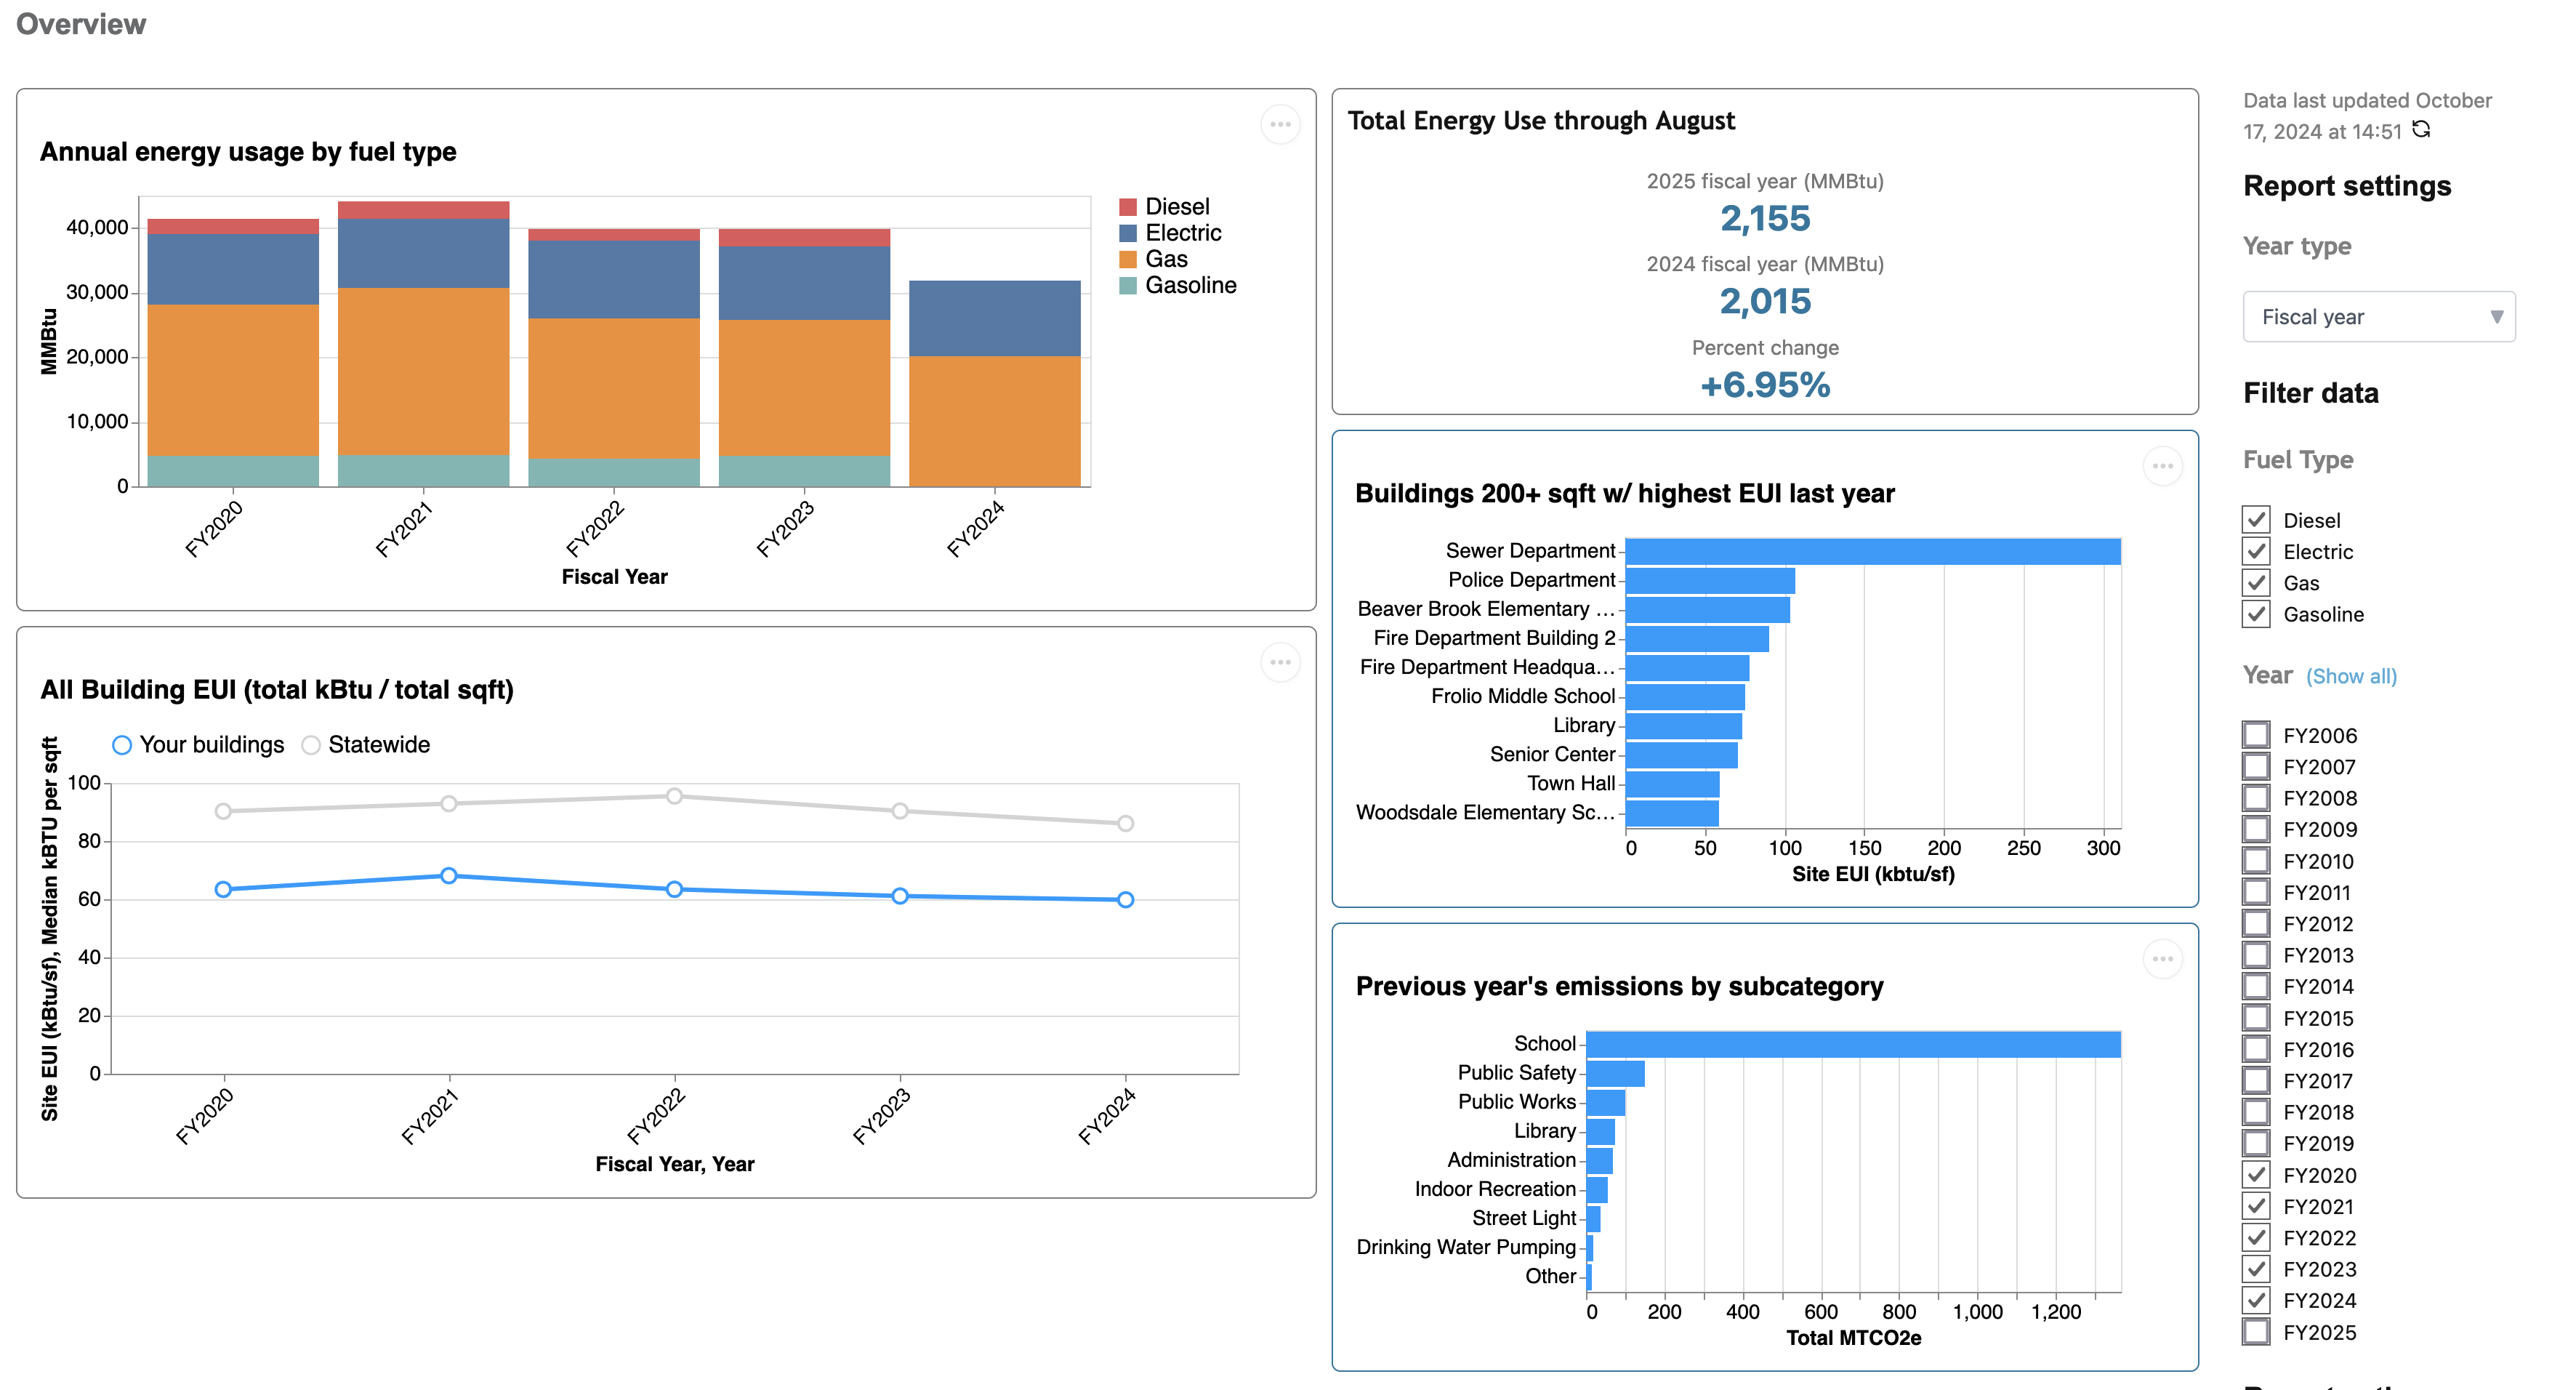 Overview
Annual energy usage by fuel type
MMBtu
40,000
30,000
20,000
10,000
0
FY2020
FY2021
FY2022
FY2023
FY2024
Fiscal Year
Diesel
Electric
Gas
Gasoline
All Building EUI (total kBtu / total sqft)
Your buildings
Statewide
Site EUI (kBtu/sf), Median kBTU per sqft
100
80
60
40
20
0
FY2020
FY2021
FY2022
FY2023
FY2024
Fiscal Year, Year
Total Energy Use through August
2025 fiscal year (MMBtu)
2,155
2024 fiscal year (MMBtu)
2,015
Percent change
+6.95%
Buildings 200+ sqft w/ highest EUI last year
Sewer Department
Police Department
Beaver Brook Elementary …
Fire Department Building 2
Fire Department Headqua…
Frolio Middle School
Library
Senior Center
Town Hall
Woodsdale Elementary Sc…
0 50 100 150 200 250 300
Site EUI (kbtu/sf)
Previous year's emissions by subcategory
School
Public Safety
Public Works
Library
Administration
Indoor Recreation
Street Light
Drinking Water Pumping
Other
0 200 400 600 800 1,000 1,200
Total MTCO2e
Data last updated October
17, 2024 at 14:51
Report settings
Year type
Fiscal year
Filter data
Fuel Type
Diesel
Electric
Gas
Gasoline
Year (Show all)
FY2006
FY2007
FY2008
FY2009
FY2010
FY2011
FY2012
FY2013
FY2014
FY2015
FY2016
FY2017
FY2018
FY2019
FY2020
FY2021
FY2022
FY2023
FY2024
FY2025